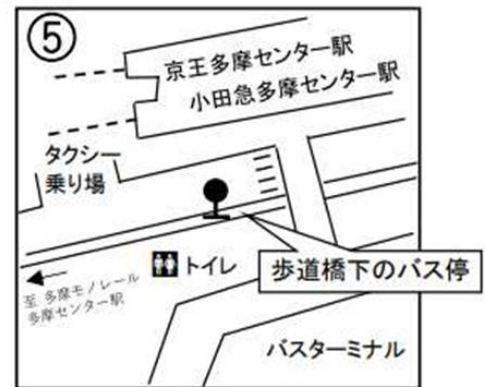 ⑤
京王多摩センター駅
小田急多摩センター駅
タクシー
乗り場
トイレ
歩道橋下のバス停
至 多摩モノレール
多摩センター駅
バスターミナル